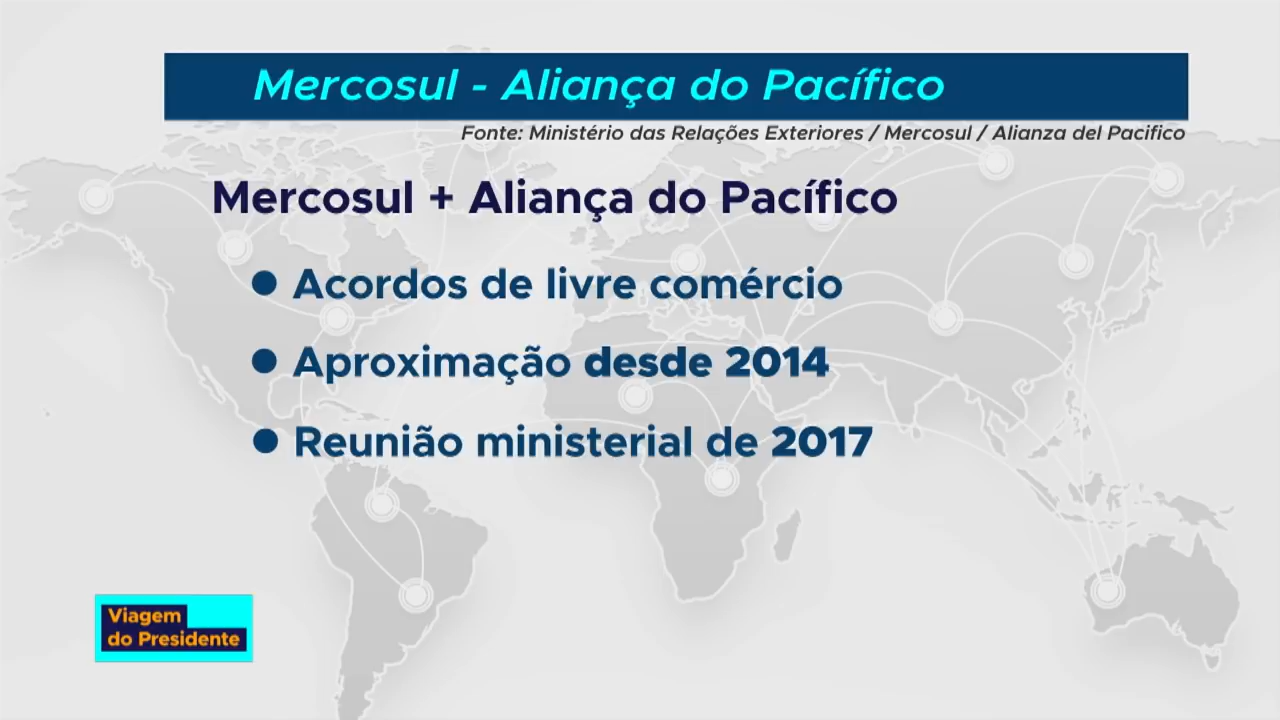 Mercosul - Aliança do Pacífico
Fonte: Ministério das Relações Exteriores / Mercosul / Alianza del Pacifico
Mercosul + Aliança do Pacífico
● Acordos de livre comércio
● Aproximação desde 2014
● Reunião ministerial de 2017
Viagem
do Presidente